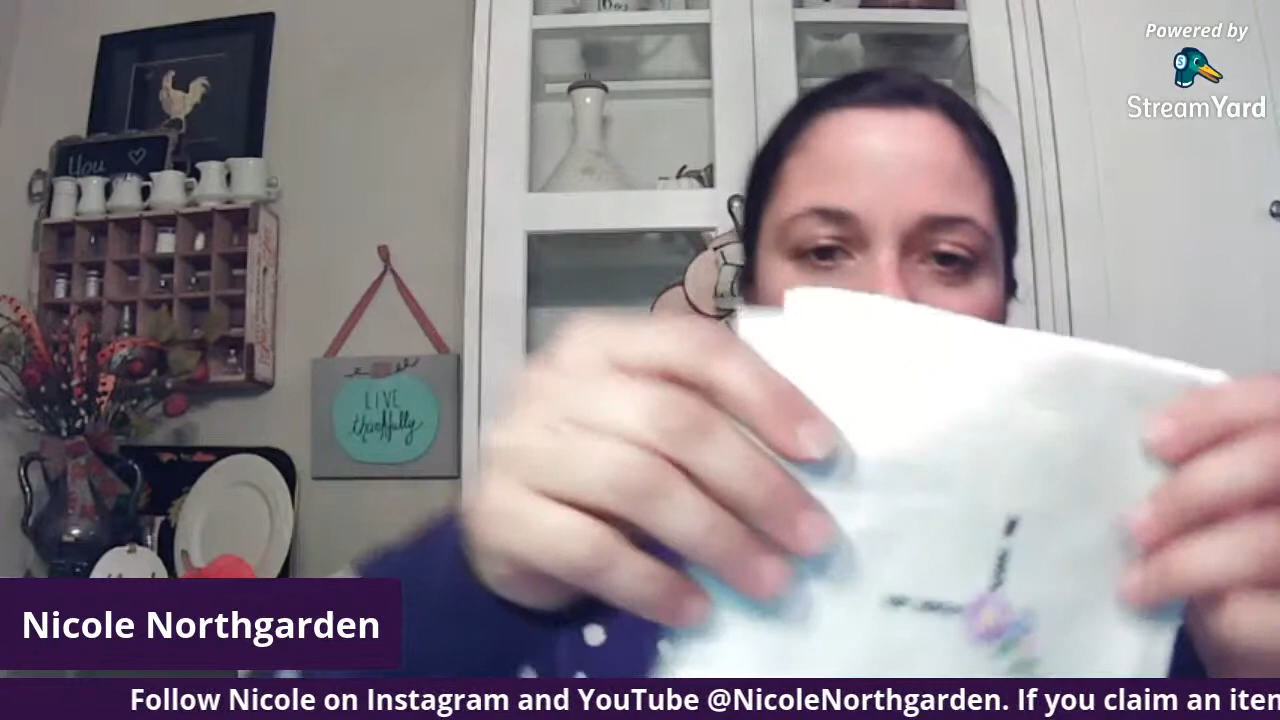 Powered by
StreamYard
You
LIVE
thankfully
Nicole Northgarden
Follow Nicole on Instagram and YouTube @NicoleNorthgarden. If you claim an iten